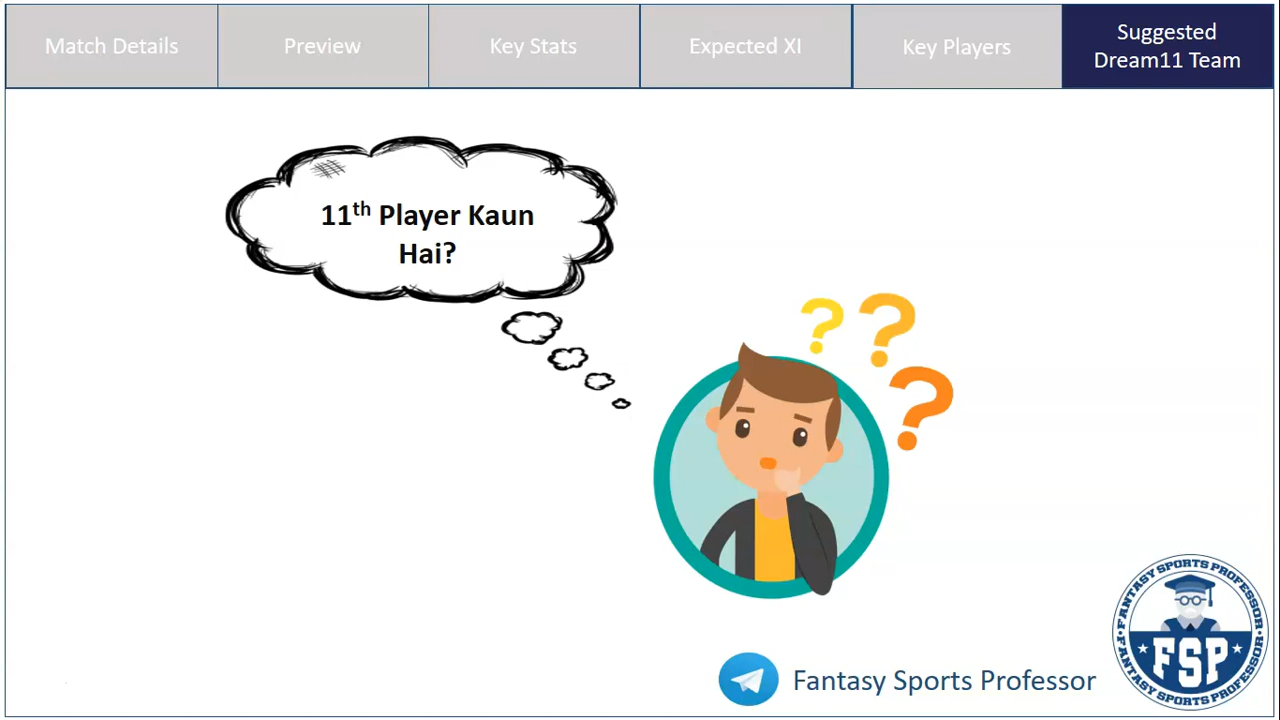 Match Details
Preview
Key Stats
Expected XI
Key Players
Suggested
Dream11 Team
11th Player Kaun
Hai?
? ? ?
Fantasy Sports Professor
FANTASY SPORTS PROFESSOR
FSP
FANTASY SPORTS PROFESSOR